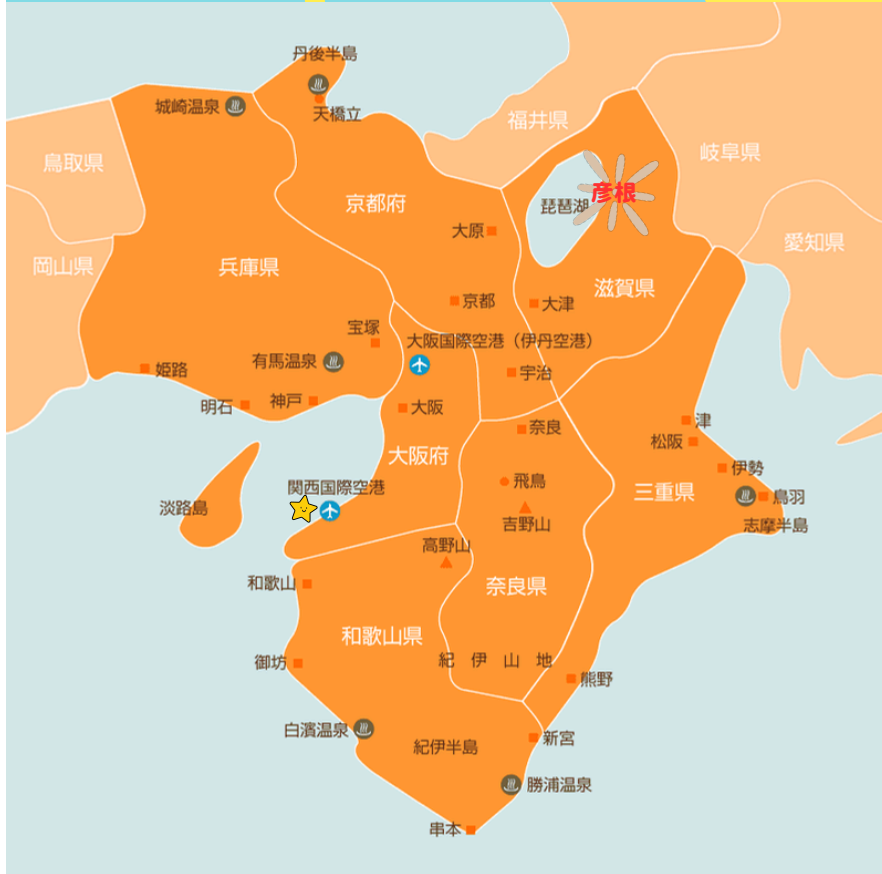 丹後半島
城崎温泉
天橋立
福井県
岐阜県
鳥取県
彦根
京都府
琵琶湖
大原
愛知県
岡山県
兵庫県
滋賀県
京都
大津
宝塚
大阪国際空港（伊丹空港）
有馬温泉
姫路
宇治
神戸
明石
大阪
津
奈良
松阪
大阪府
伊勢
飛鳥
関西国際空港
三重県
鳥羽
淡路島
吉野山
志摩半島
高野山
和歌山
奈良県
和歌山県
御坊
紀伊山地
熊野
白濱温泉
新宮
紀伊半島
勝浦温泉
串本